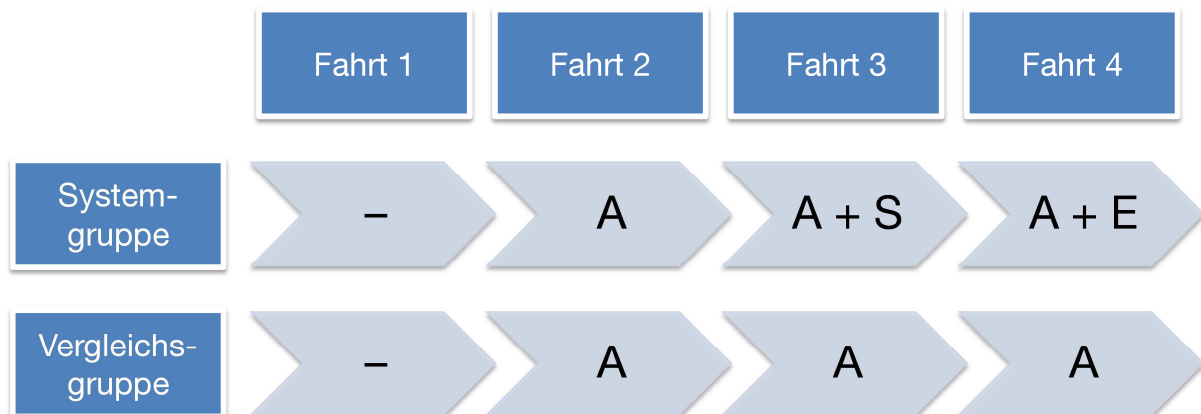 Fahrt 1
Fahrt 2
Fahrt 3
Fahrt 4
System-
gruppe
–
A
A + S
A + E
Vergleichs-
gruppe
–
A
A
A